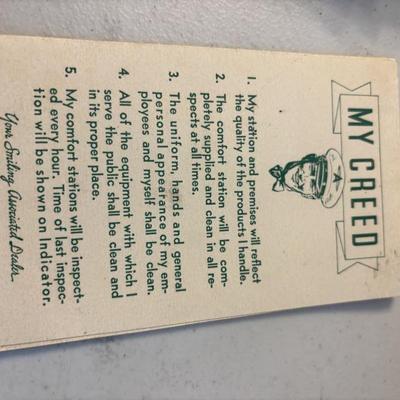 MY CREED
1. My station and premises will reflect
the quality of the products I handle.
2. The comfort station will be com-
pletely supplied and clean in all re-
spects at all times.
3. The uniform, hands and general
personal appearance of my em-
ployees and myself shall be clean.
4. All of the equipment with which I
serve the public shall be clean and
in its proper place.
5. My comfort stations will be inspect-
ed every hour. Time of last inspec-
tion will be shown on Indicator.
Your Smiling Associated Dealer